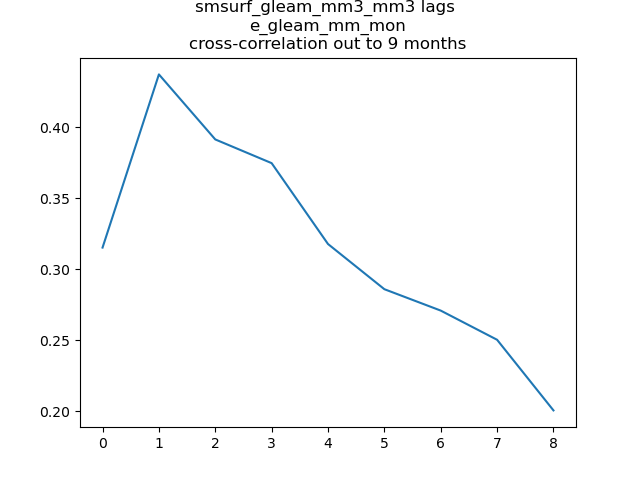 smsurf_gleam_mm3_mm3 lags
e_gleam_mm_mon
cross-correlation out to 9 months
0.40
0.35
0.30
0.25
0.20
0 1 2 3 4 5 6 7 8